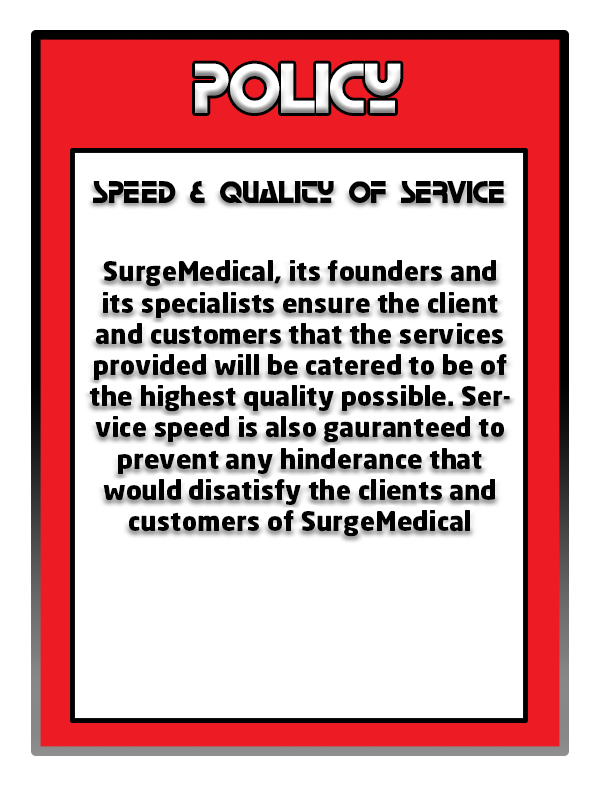 POLICY
SPEED & QUALITY OF SERVICE
SurgeMedical, its founders and
its specialists ensure the client
and customers that the services
provided will be catered to be of
the highest quality possible. Ser-
vice speed is also gauranteed to
prevent any hinderance that
would disatisfy the clients and
customers of SurgeMedical